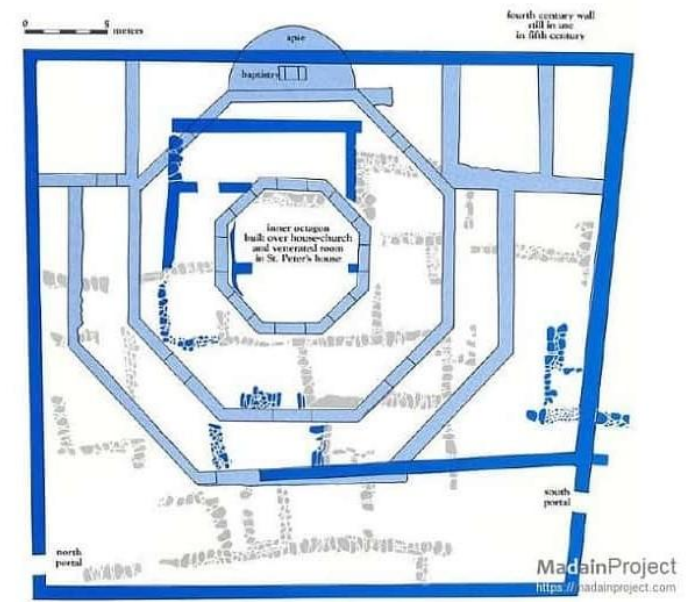 0 5
meters
fourth century wall
still in use
in fifth century
apse
baptistry
inner octagon
built over house-church
and venerated room
in St. Peter's house
south
portal
north
portal
MadainProject
https://madainproject.com